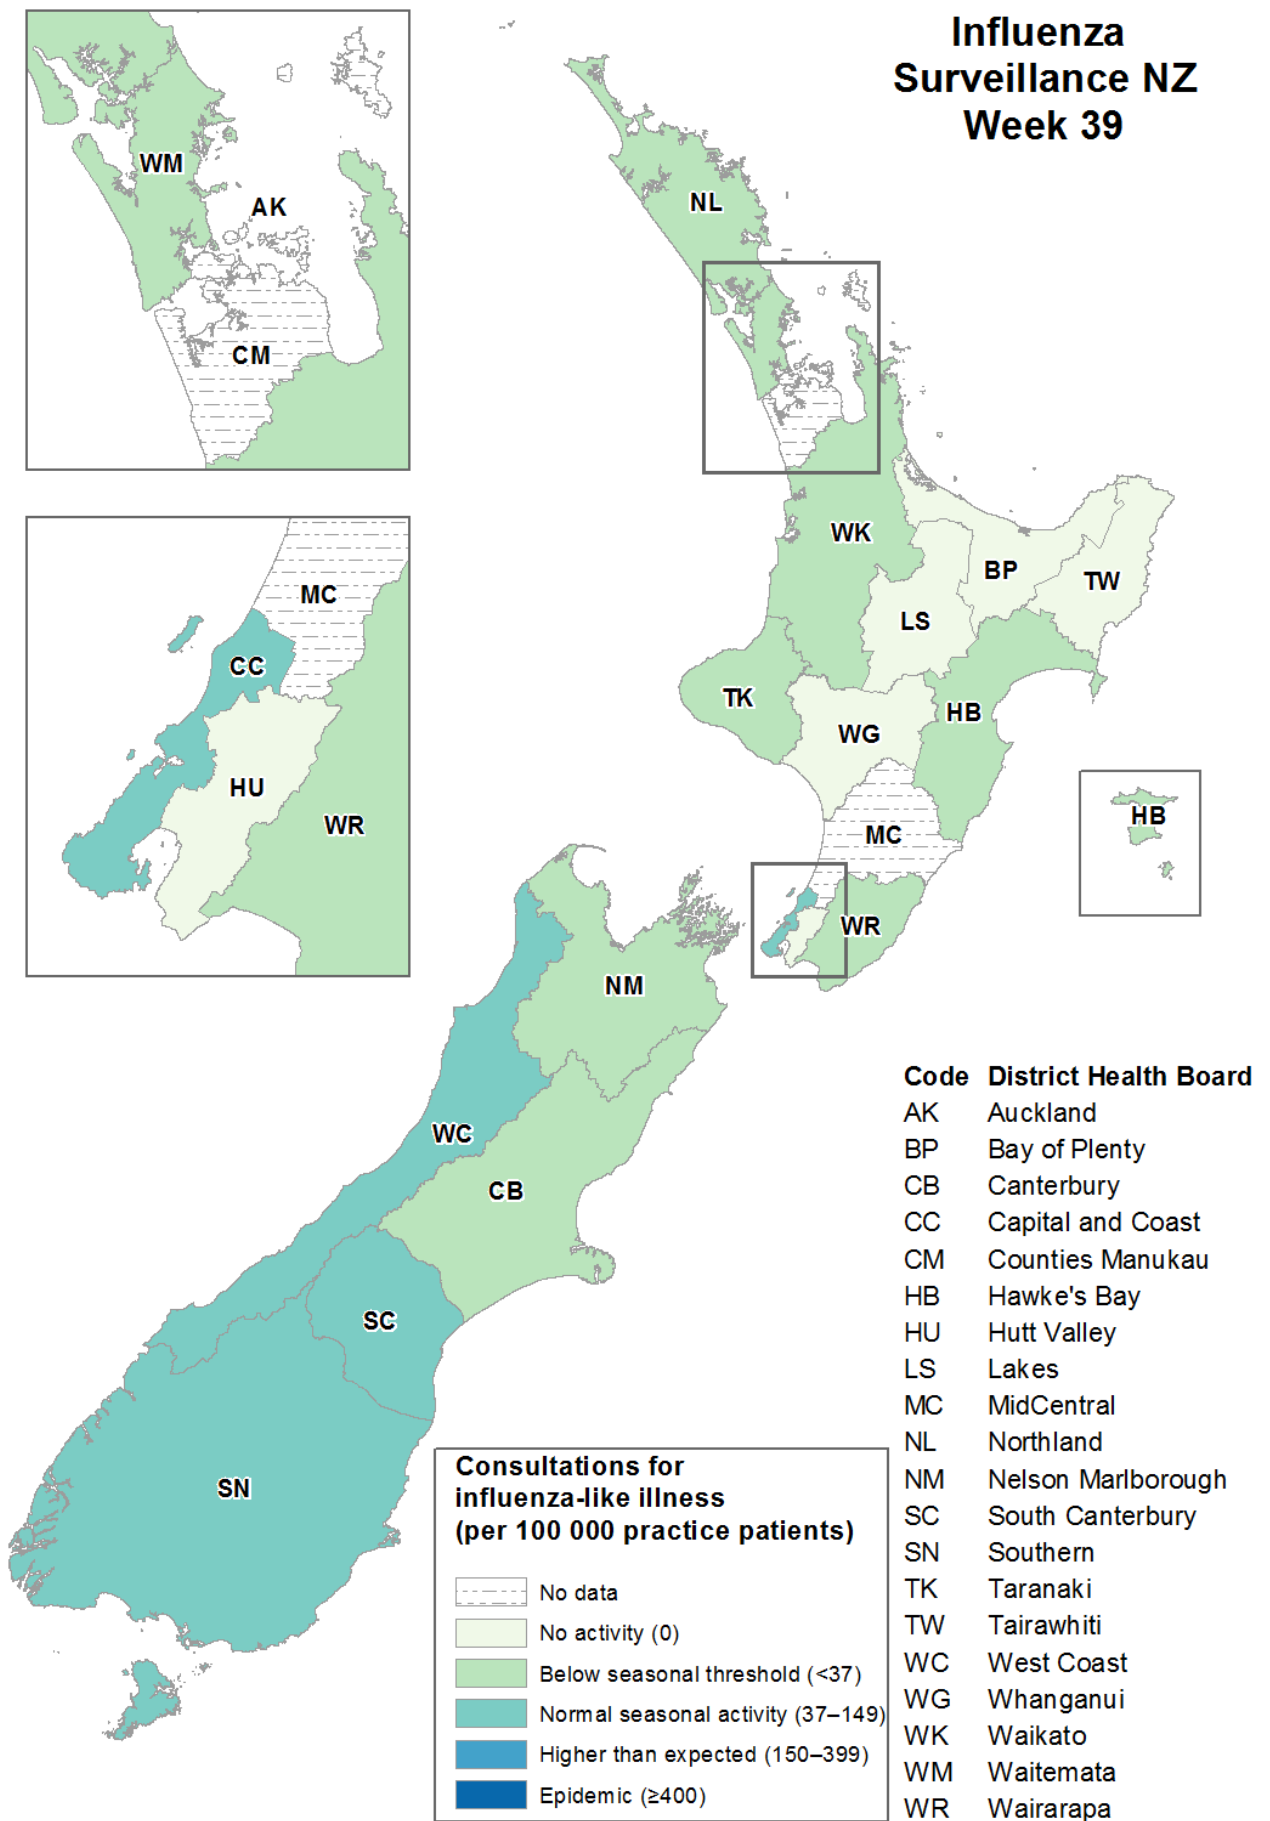 Influenza
Surveillance NZ
Week 39
WM
AK
CM
NL
WK
BP
TW
LS
TK
HB
WG
MC
WR
HB
MC
CC
HU
WR
NM
WC
CB
SC
SN
Code District Health Board
AK Auckland
BP Bay of Plenty
CB Canterbury
CC Capital and Coast
CM Counties Manukau
HB Hawke's Bay
HU Hutt Valley
LS Lakes
MC MidCentral
NL Northland
NM Nelson Marlborough
SC South Canterbury
SN Southern
TK Taranaki
TW Tairawhiti
WC West Coast
WG Whanganui
WK Waikato
WM Waitemata
WR Wairarapa
Consultations for
influenza-like illness
(per 100 000 practice patients)
No data
No activity (0)
Below seasonal threshold (<37)
Normal seasonal activity (37–149)
Higher than expected (150–399)
Epidemic (≥400)